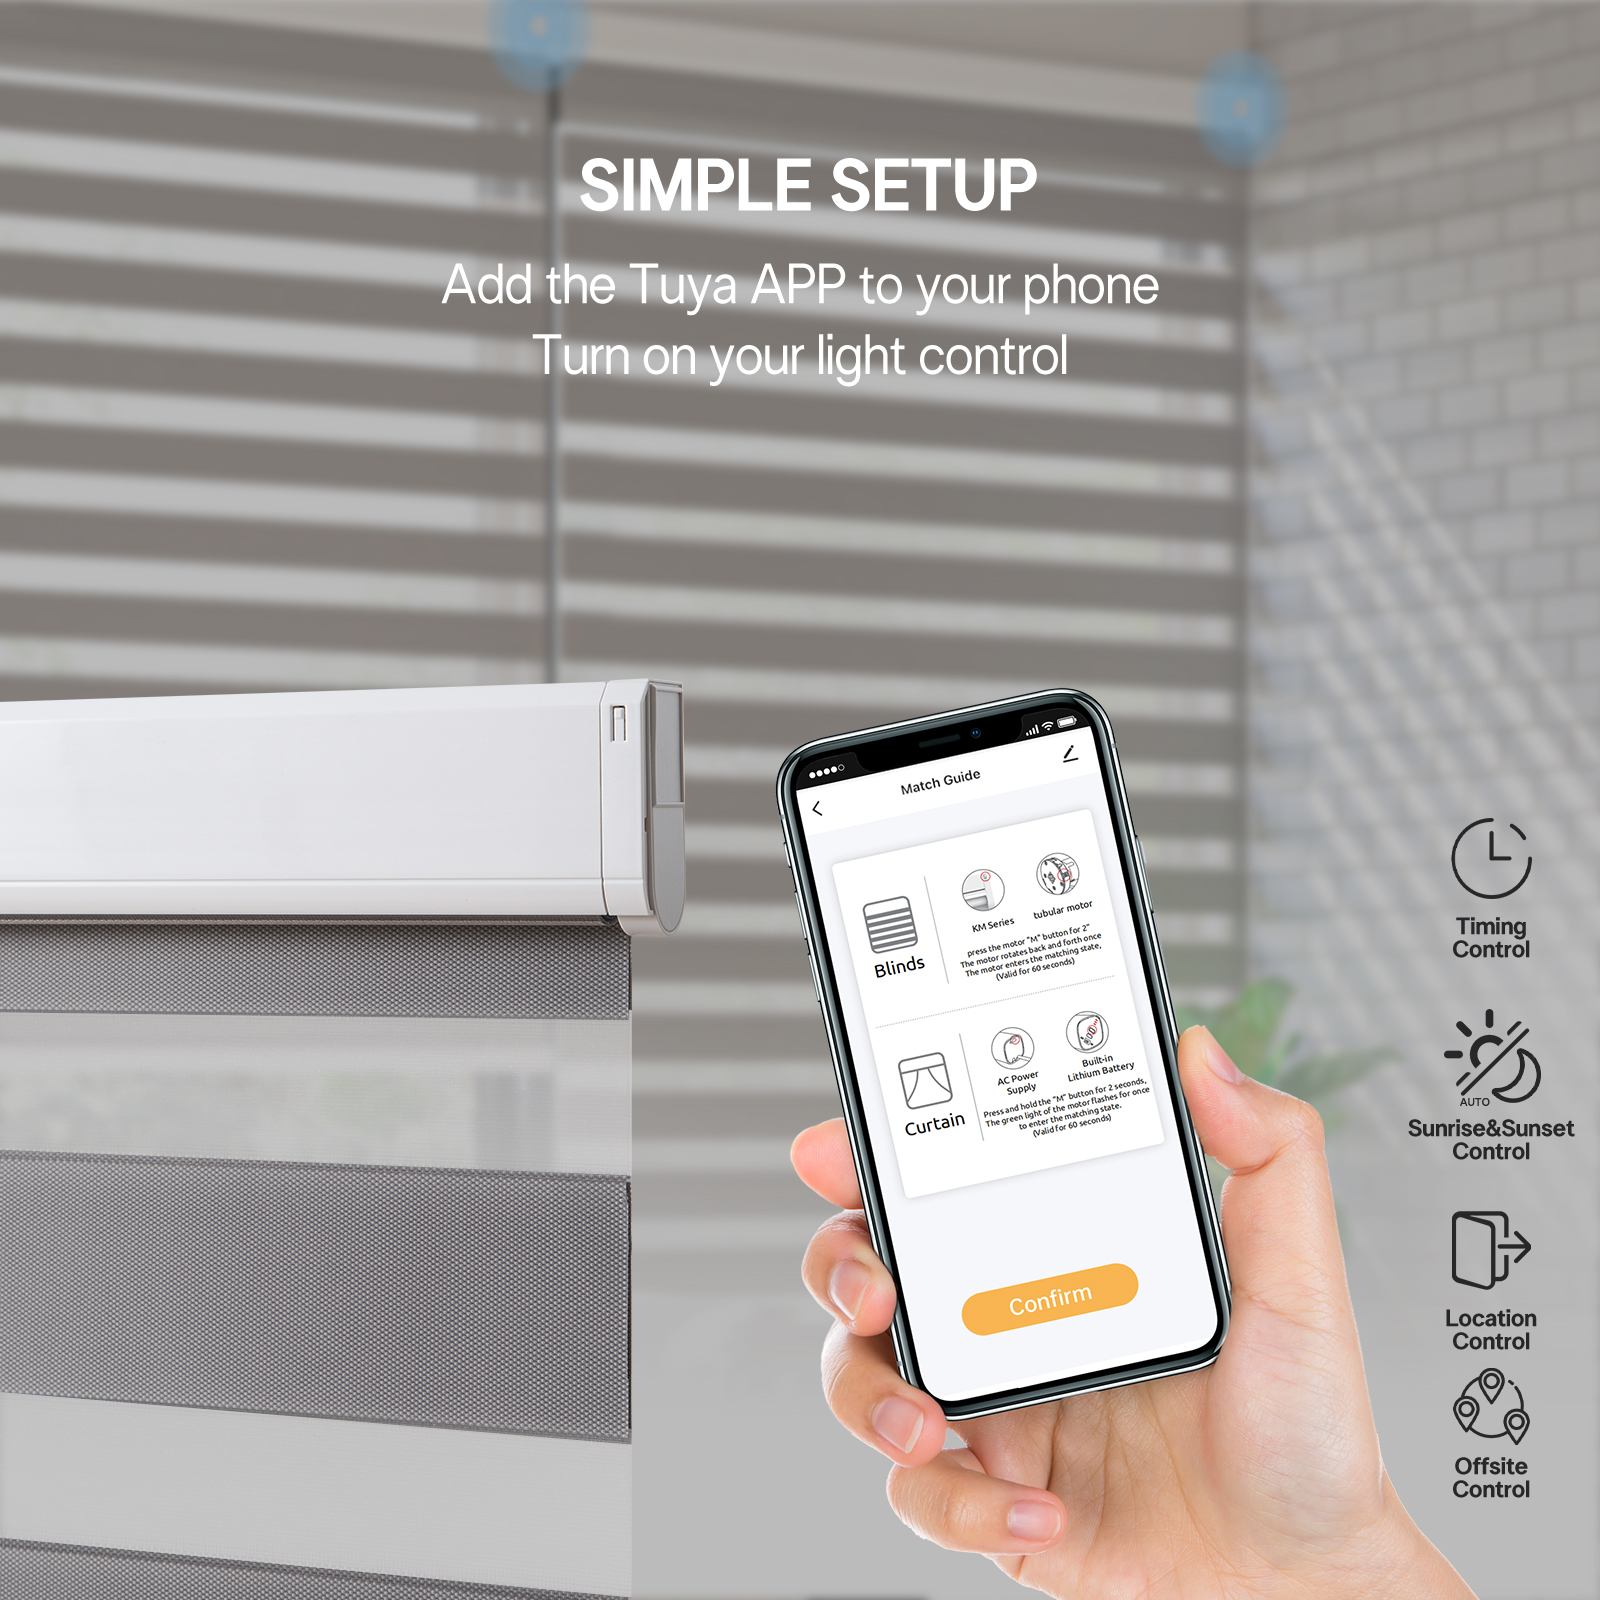 SIMPLE SETUP
Add the Tuya APP to your phone
Turn on your light control
Match Guide
Blinds
KM Series
tubular motor
press the motor "M" button for 2"
The motor rotates back and forth once
The motor enters the matching state,
(Valid for 60 seconds)
Curtain
AC Power
Supply
Built-in
Lithium Battery
Press and hold the "M" button for 2 seconds,
The green light of the motor flashes for once
to enter the matching state.
(Valid for 60 seconds)
Confirm
Timing
Control
AUTO
Sunrise&Sunset
Control
Location
Control
Offsite
Control